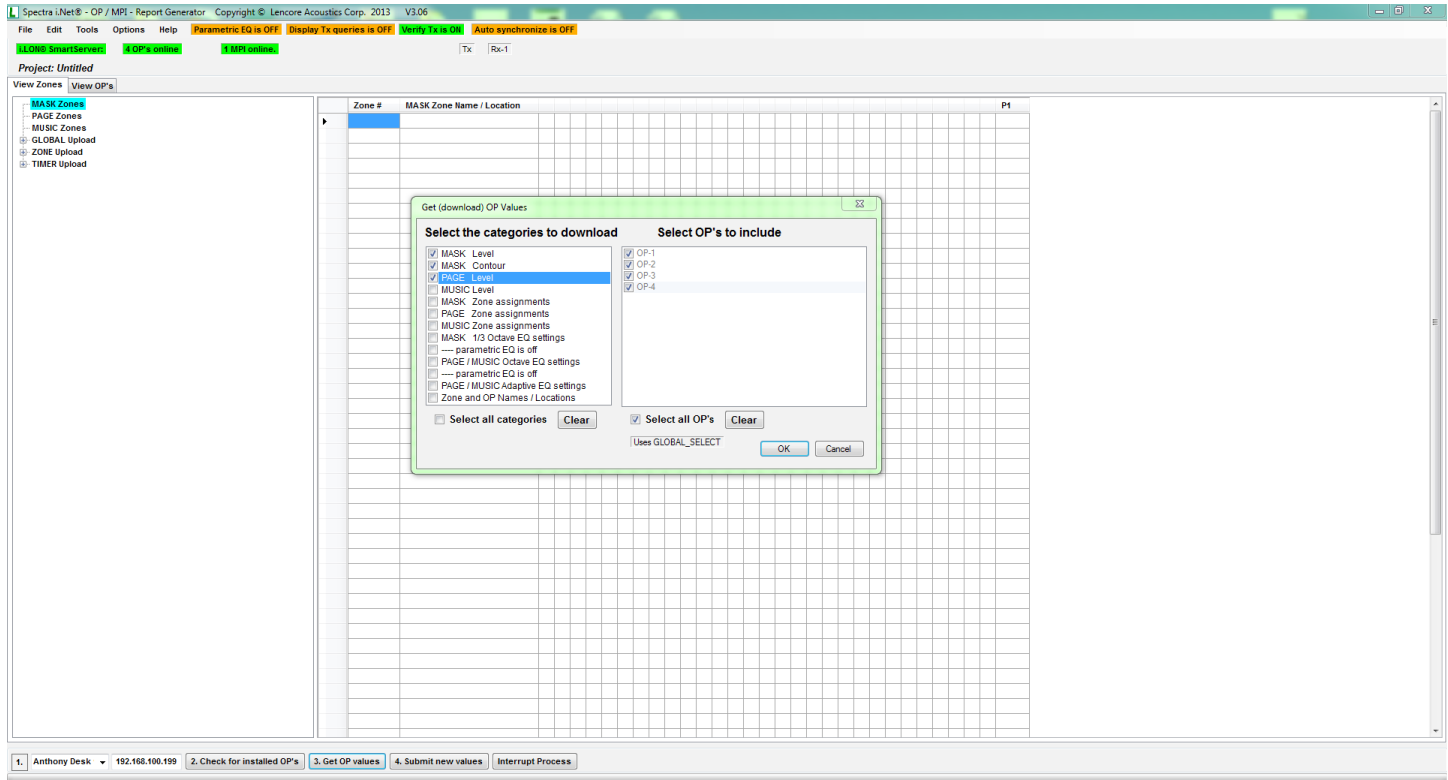 Spectra i.Net® - OP / MPI - Report Generator Copyright © Lencore Acoustics Corp. 2013 V3.06
File Edit Tools Options Help Parametric EQ is OFF Display Tx queries is OFF Verify Tx is ON Auto synchronize is OFF
i.LON® SmartServer: 4 OP's online 1 MPI online. Tx Rx-1
Project: Untitled
View Zones View OP's
MASK Zones
PAGE Zones
MUSIC Zones
GLOBAL Upload
ZONE Upload
TIMER Upload
Zone # MASK Zone Name / Location P1
Get (download) OP Values
Select the categories to download Select OP's to include
MASK Level
MASK Contour
PAGE Level
MUSIC Level
MASK Zone assignments
PAGE Zone assignments
MUSIC Zone assignments
MASK 1/3 Octave EQ settings
---- parametric EQ is off
PAGE / MUSIC Octave EQ settings
---- parametric EQ is off
PAGE / MUSIC Adaptive EQ settings
Zone and OP Names / Locations
OP-1
OP-2
OP-3
OP-4
Select all categories Clear Select all OP's Clear
Uses GLOBAL_SELECT OK Cancel
1. Anthony Desk 192.168.100.199 2. Check for installed OP's 3. Get OP values 4. Submit new values Interrupt Process